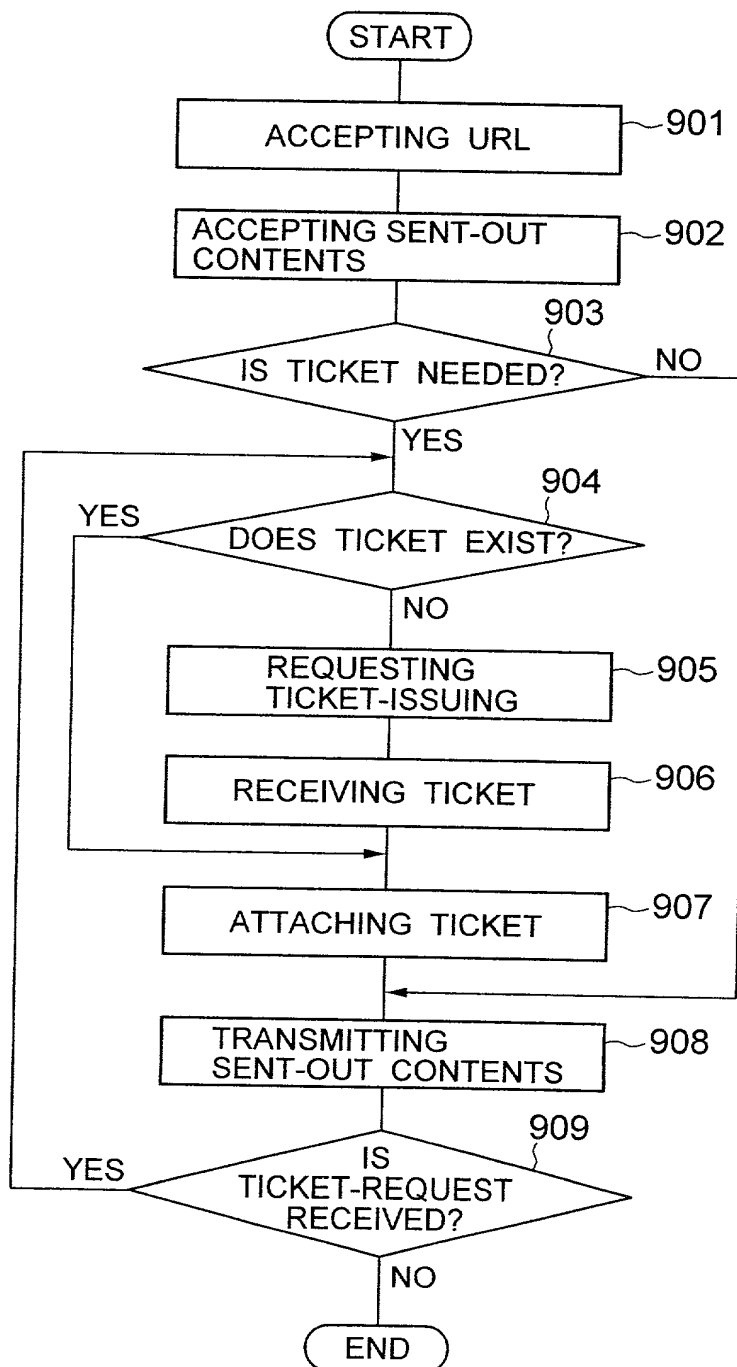 START
ACCEPTING URL
901
ACCEPTING SENT-OUT
CONTENTS
902
903
IS TICKET NEEDED?
NO
YES
904
YES
DOES TICKET EXIST?
NO
REQUESTING
TICKET-ISSUING
905
RECEIVING TICKET
906
ATTACHING TICKET
907
TRANSMITTING
SENT-OUT CONTENTS
908
909
YES
IS
TICKET-REQUEST
RECEIVED?
NO
END